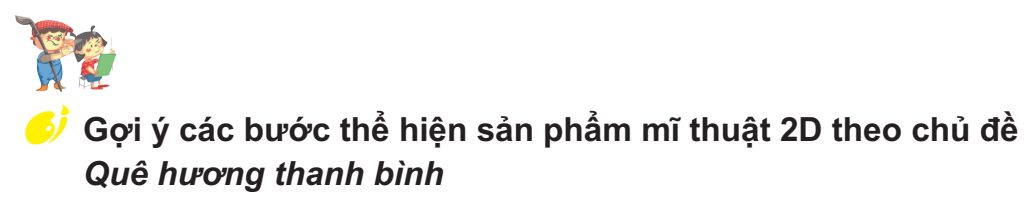 Gợi ý các bước thể hiện sản phẩm mĩ thuật 2D theo chủ đề
Quê hương thanh bình